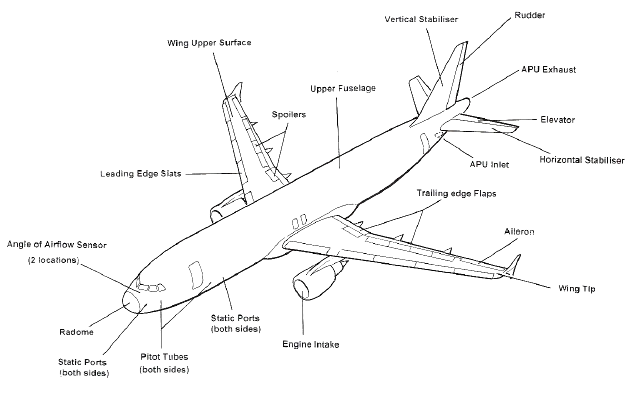 Vertical Stabiliser
Rudder
Wing Upper Surface
APU Exhaust
Upper Fuselage
Spoilers
Elevator
Horizontal Stabiliser
APU Inlet
Leading Edge Slats
Trailing edge Flaps
Aileron
Angle of Airflow Sensor
(2 locations)
Wing Tip
Static Ports
(both sides)
Radome
Engine Intake
Static Ports
(both sides)
Pitot Tubes
(both sides)